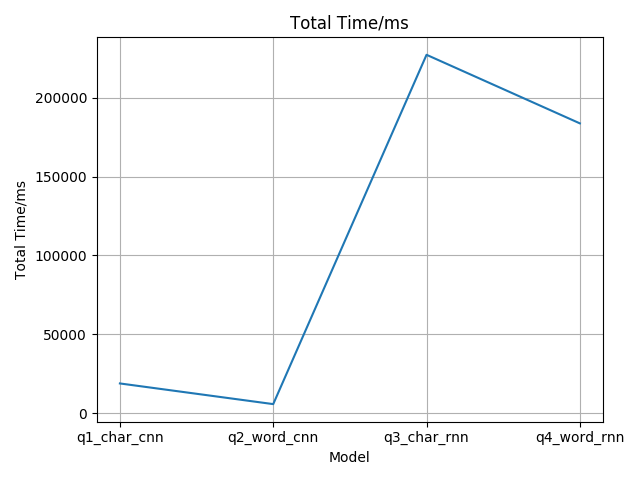 Total Time/ms
Total Time/ms
200000
150000
100000
50000
0
q1_char_cnn q2_word_cnn q3_char_rnn q4_word_rnn
Model